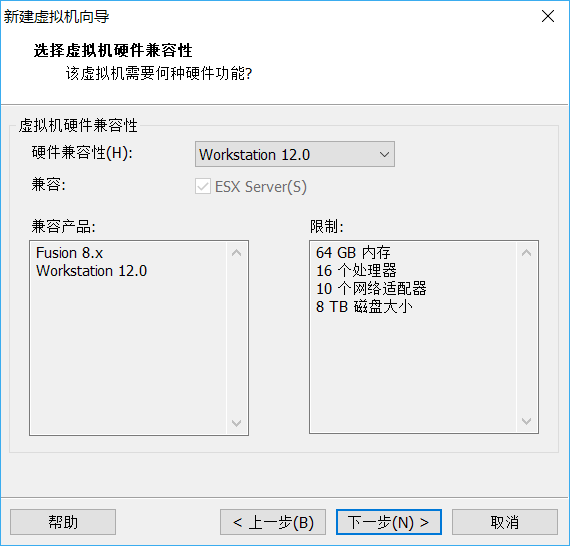 新建虚拟机向导
选择虚拟机硬件兼容性
该虚拟机需要何种硬件功能?
虚拟机硬件兼容性
硬件兼容性(H):
Workstation 12.0
兼容:
ESX Server(S)
兼容产品:
Fusion 8.x
Workstation 12.0
限制:
64 GB 内存
16 个处理器
10 个网络适配器
8 TB 磁盘大小
帮助
< 上一步(B)
下一步(N) >
取消